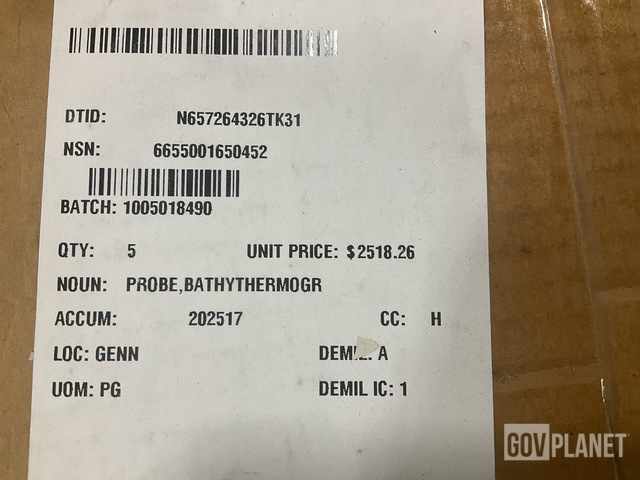 DTID: N657264326TK31
NSN: 6655001650452
BATCH: 1005018490
QTY: 5 UNIT PRICE: $2518.26
NOUN: PROBE,BATHYTHERMOGR
ACCUM: 202517 CC: H
LOC: GENN DEMIL: A
UOM: PG DEMIL IC: 1
GOVPLANET